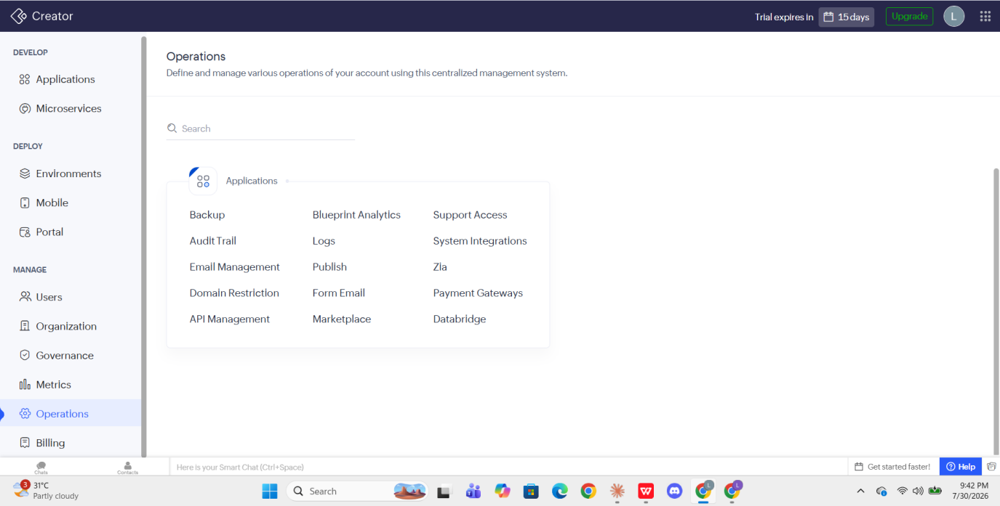 Creator
Trial expires in 15 days Upgrade L
DEVELOP
Applications
Microservices
DEPLOY
Environments
Mobile
Portal
MANAGE
Users
Organization
Governance
Metrics
Operations
Billing
Operations
Define and manage various operations of your account using this centralized management system.
Search
Applications
Backup Blueprint Analytics Support Access
Audit Trail Logs System Integrations
Email Management Publish Zia
Domain Restriction Form Email Payment Gateways
API Management Marketplace Databridge
Chats Contacts Here is your Smart Chat (Ctrl+Space) Get started faster! Help
3 31°C
Partly cloudy
Search
W
L
L
9:42 PM
7/30/2026